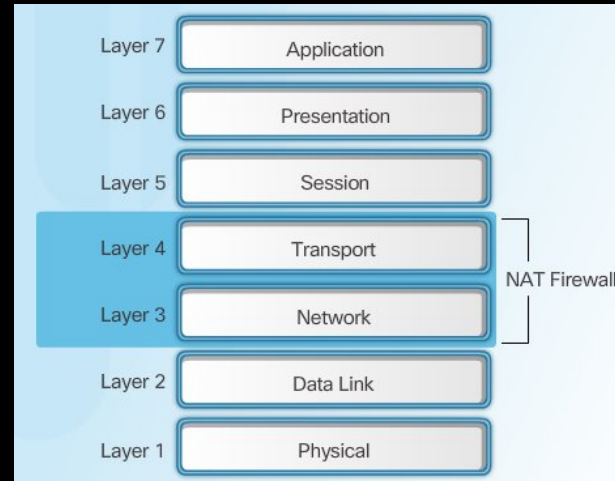 Layer 7 Application
Layer 6 Presentation
Layer 5 Session
Layer 4 Transport
NAT Firewall
Layer 3 Network
Layer 2 Data Link
Layer 1 Physical